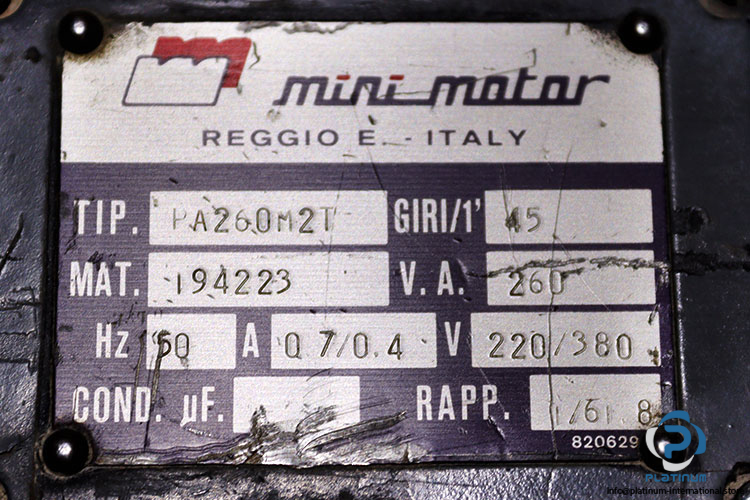 mini motor
REGGIO E. - ITALY
TIP. PA260M2T GIRI/1' 45
MAT. 194223 V.A. 260
Hz 50 A 0.7/0.4 V 220/380
COND. µF. RAPP.
820629
PLATINUM